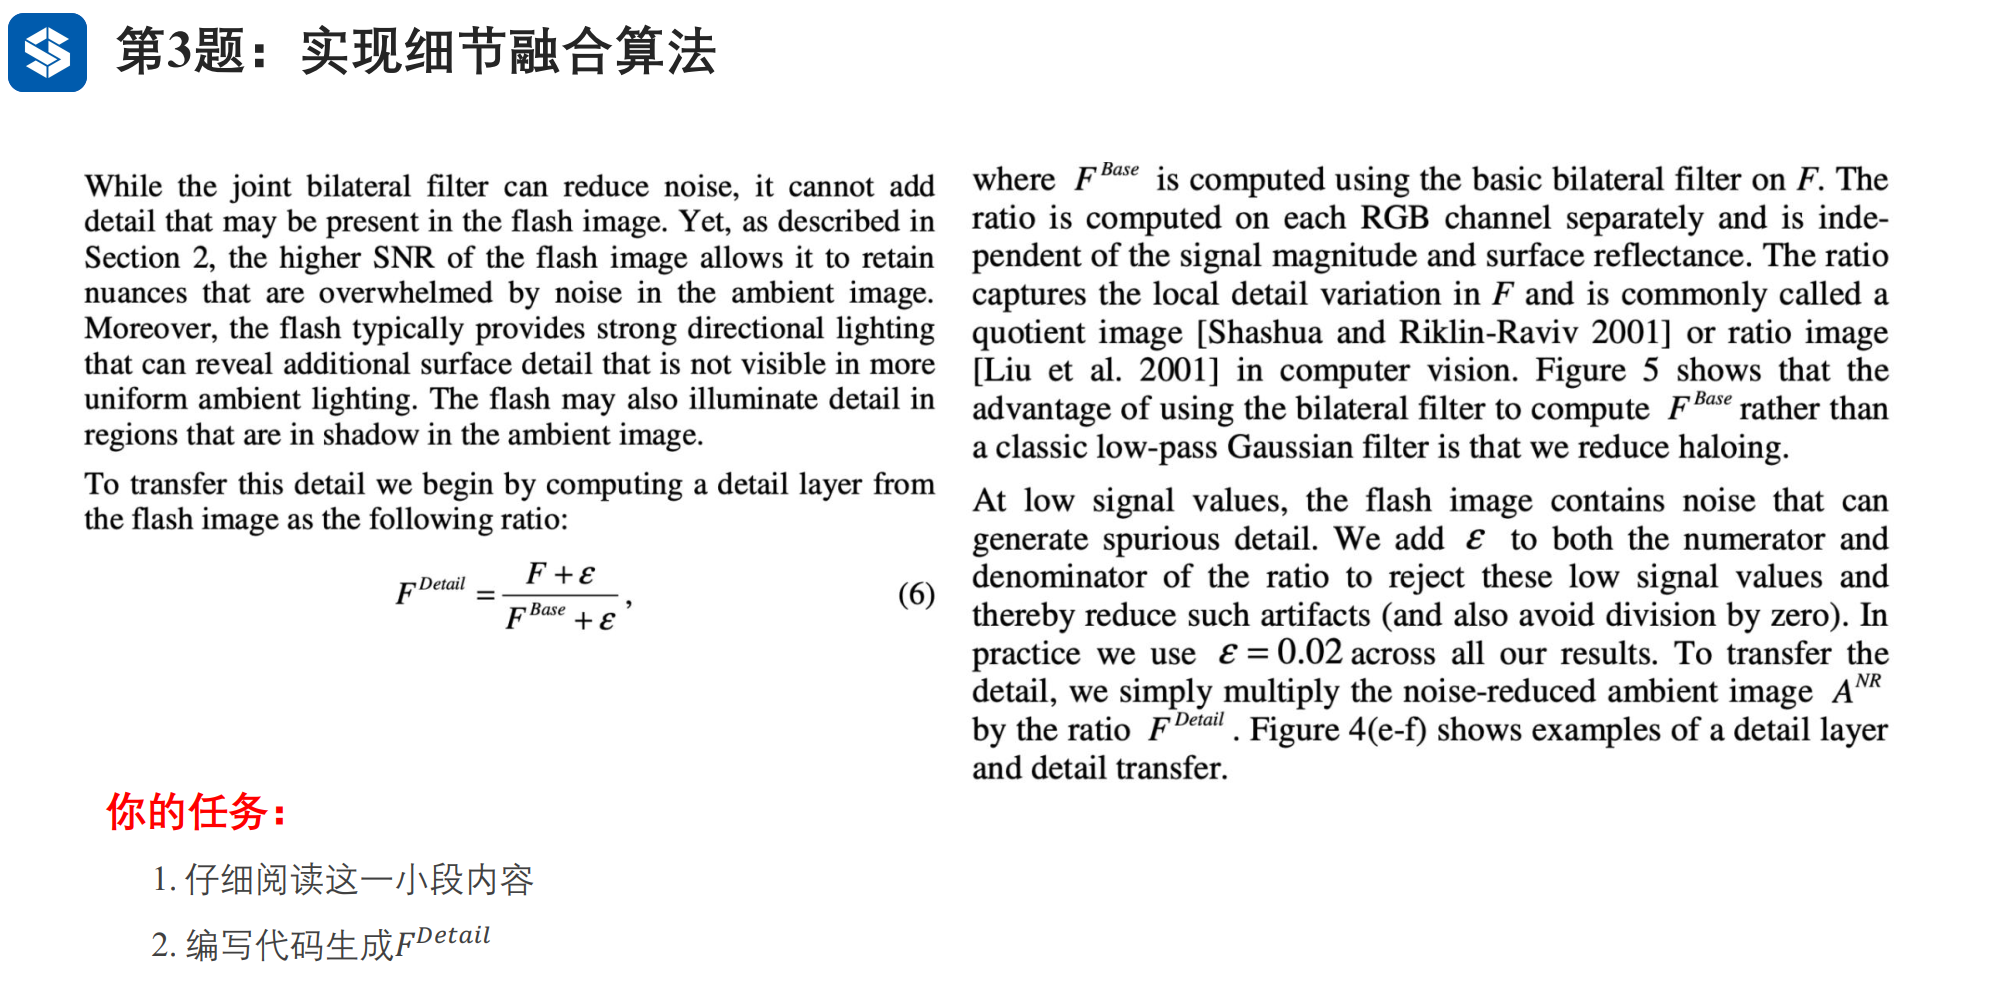 第3题：实现细节融合算法
While the joint bilateral filter can reduce noise, it cannot add
detail that may be present in the flash image. Yet, as described in
Section 2, the higher SNR of the flash image allows it to retain
nuances that are overwhelmed by noise in the ambient image.
Moreover, the flash typically provides strong directional lighting
that can reveal additional surface detail that is not visible in more
uniform ambient lighting. The flash may also illuminate detail in
regions that are in shadow in the ambient image.
To transfer this detail we begin by computing a detail layer from
the flash image as the following ratio:
F^{Detail} = \frac{F + ε}{F^{Base} + ε}, (6)
where F^{Base} is computed using the basic bilateral filter on F. The
ratio is computed on each RGB channel separately and is inde-
pendent of the signal magnitude and surface reflectance. The ratio
captures the local detail variation in F and is commonly called a
quotient image [Shashua and Riklin-Raviv 2001] or ratio image
[Liu et al. 2001] in computer vision. Figure 5 shows that the
advantage of using the bilateral filter to compute F^{Base} rather than
a classic low-pass Gaussian filter is that we reduce haloing.
At low signal values, the flash image contains noise that can
generate spurious detail. We add ε to both the numerator and
denominator of the ratio to reject these low signal values and
thereby reduce such artifacts (and also avoid division by zero). In
practice we use ε = 0.02 across all our results. To transfer the
detail, we simply multiply the noise-reduced ambient image A^{NR}
by the ratio F^{Detail} . Figure 4(e-f) shows examples of a detail layer
and detail transfer.
你的任务：
1. 仔细阅读这一小段内容
2. 编写代码生成F^{Detail}